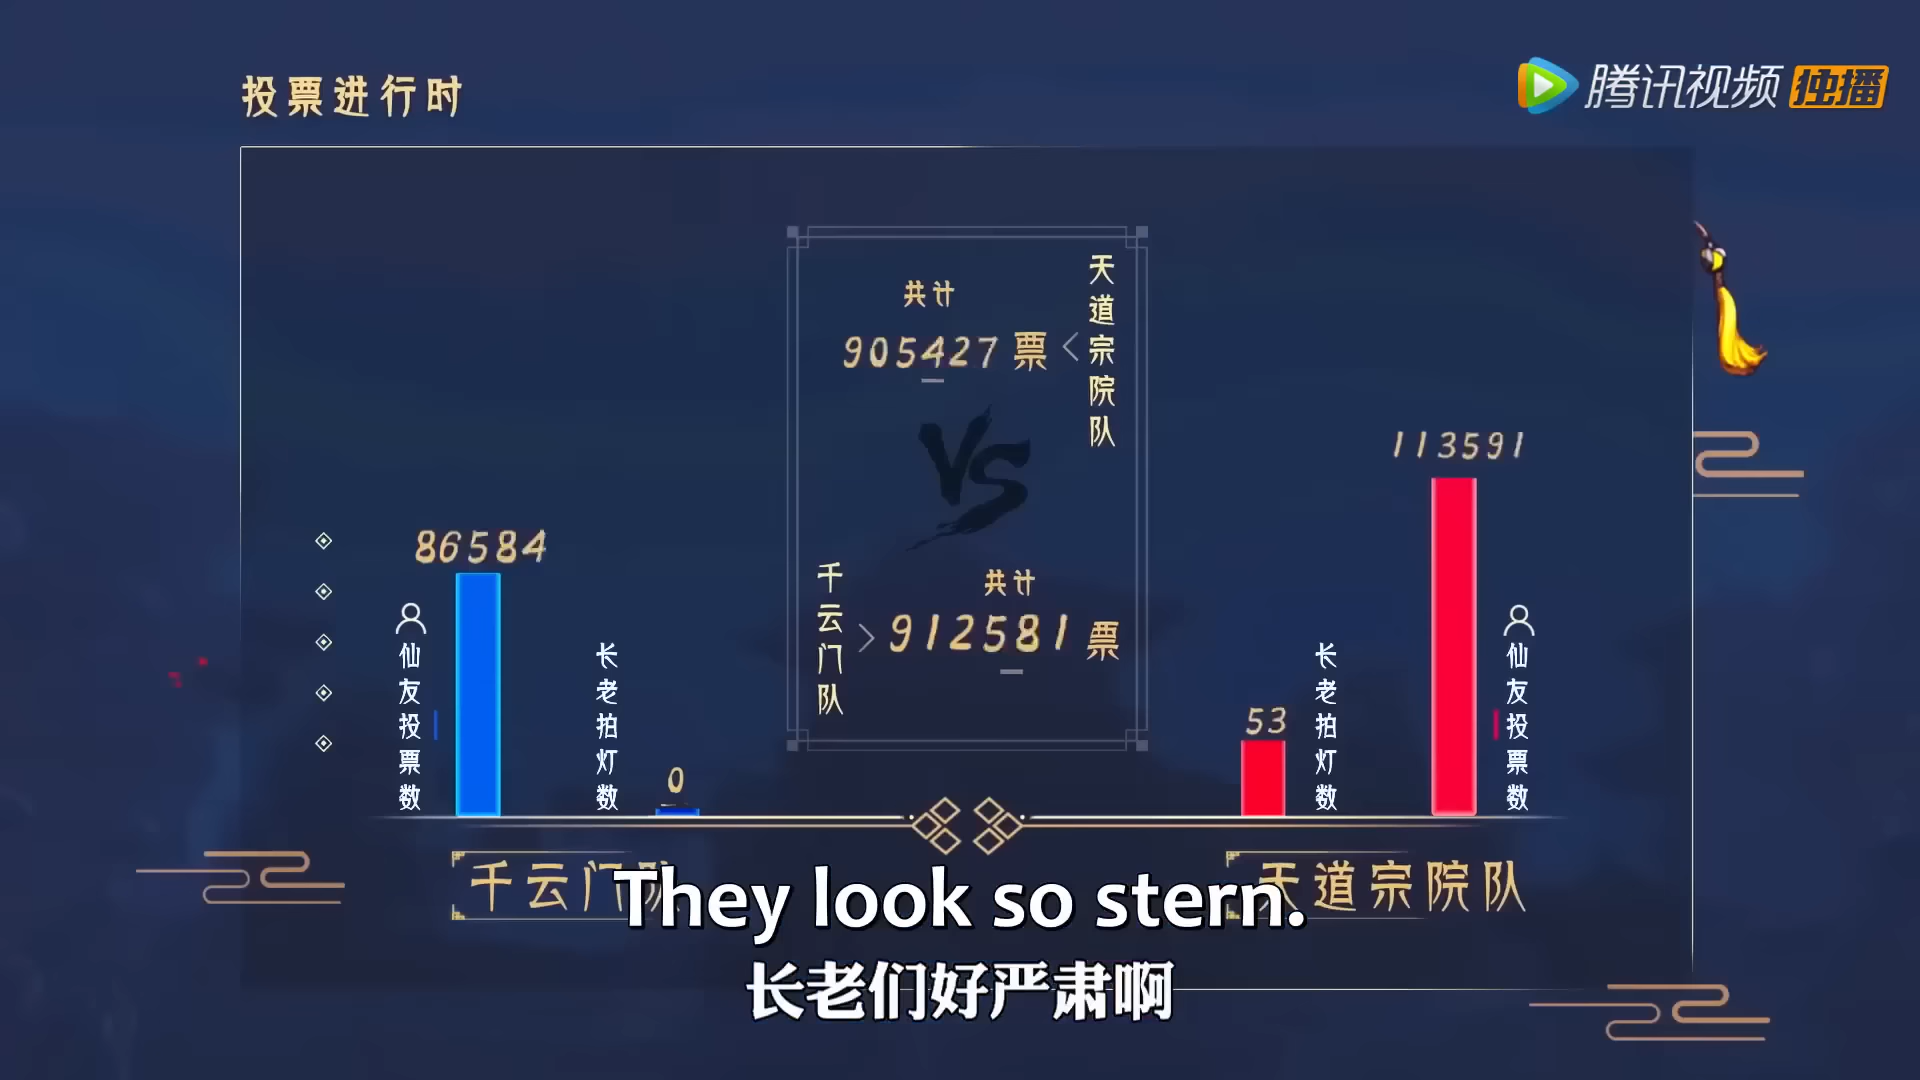 投票进行时
腾讯视频 独播
天道宗院队
共计
905427 票
VS
千云门队
共计
912581 票
86584
仙友投票数
长老拍灯数
0
53
长老拍灯数
113591
仙友投票数
千云门队
天道宗院队
They look so stern.
长老们好严肃啊